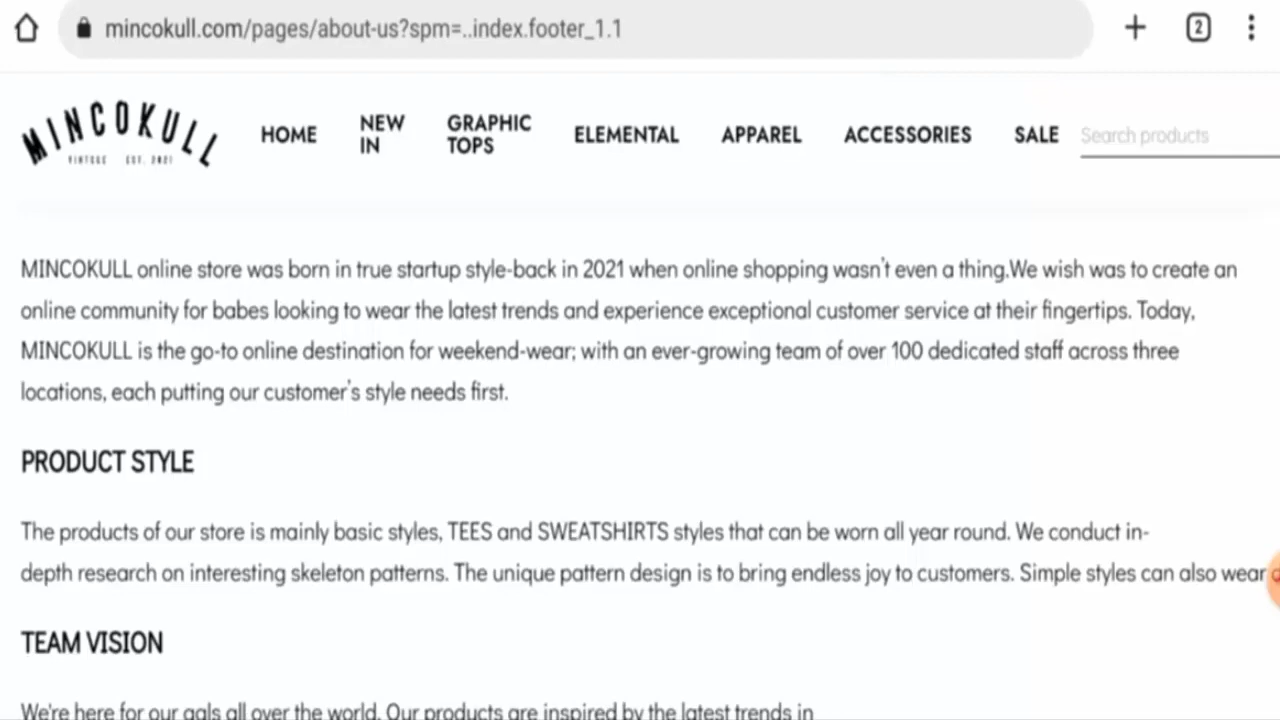 mincokull.com/pages/about-us?spm=..index.footer_1.1
2
MINCOKULL
VINTAGE EST. 2021
HOME
NEW IN
GRAPHIC TOPS
ELEMENTAL
APPAREL
ACCESSORIES
SALE
Search products
MINCOKULL online store was born in true startup style-back in 2021 when online shopping wasn't even a thing.We wish was to create an
online community for babes looking to wear the latest trends and experience exceptional customer service at their fingertips. Today,
MINCOKULL is the go-to online destination for weekend-wear; with an ever-growing team of over 100 dedicated staff across three
locations, each putting our customer's style needs first.
PRODUCT STYLE
The products of our store is mainly basic styles, TEES and SWEATSHIRTS styles that can be worn all year round. We conduct in-
depth research on interesting skeleton patterns. The unique pattern design is to bring endless joy to customers. Simple styles can also wear
TEAM VISION
We're here for our gals all over the world. Our products are inspired by the latest trends in